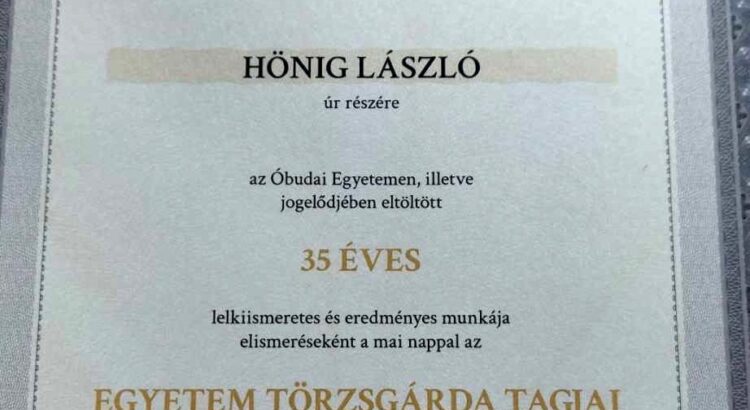 HÖNIG LÁSZLÓ
úr részére
az Óbudai Egyetemen, illetve
jogelődjében eltöltött
35 ÉVES
lelkiismeretes és eredményes munkája
elismeréseként a mai nappal az
EGYETEM TÖRZSGÁRDA TAGJAI